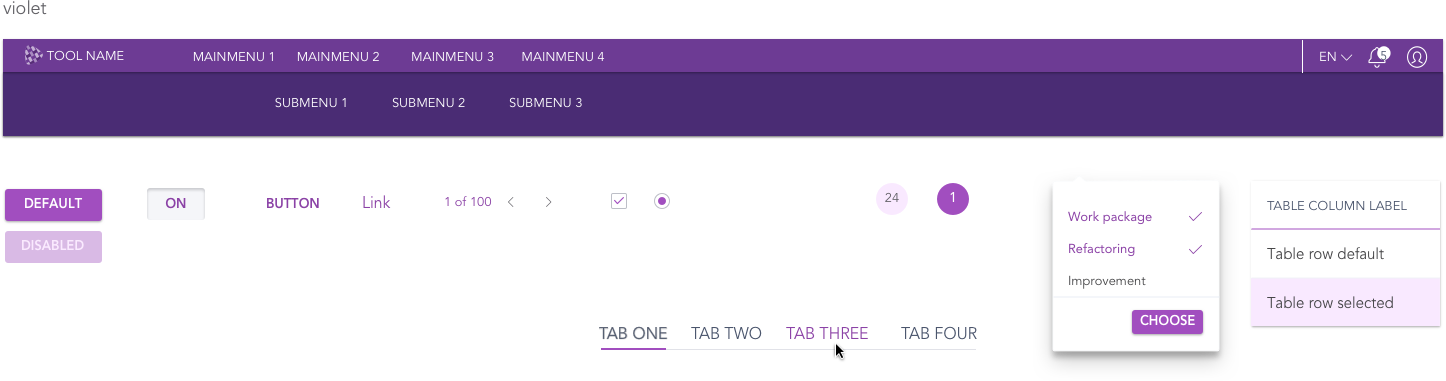 violet
TOOL NAME MAINMENU 1 MAINMENU 2 MAINMENU 3 MAINMENU 4 EN 5
SUBMENU 1 SUBMENU 2 SUBMENU 3
DEFAULT ON BUTTON Link 1 of 100 24 1
DISABLED
Work package
Refactoring
Improvement
CHOOSE
TABLE COLUMN LABEL
Table row default
Table row selected
TAB ONE TAB TWO TAB THREE TAB FOUR